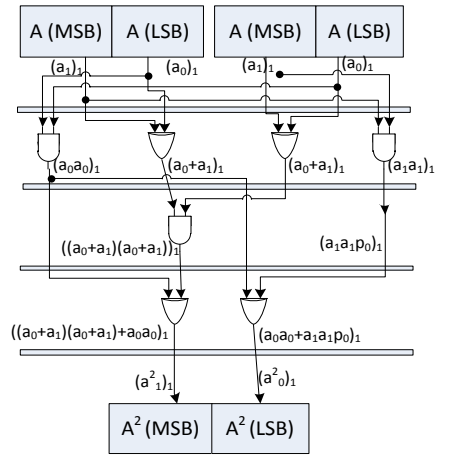 A (MSB) A (LSB) A (MSB) A (LSB)
(a₁)₁ (a₀)₁ (a₁)₁ (a₀)₁
(a₀a₀)₁ (a₀+a₁)₁ (a₀+a₁)₁ (a₁a₁)₁
((a₀+a₁)(a₀+a₁))₁ (a₁a₁p₀)₁
((a₀+a₁)(a₀+a₁)+a₀a₀)₁ (a₀a₀+a₁a₁p₀)₁
(a²₁)₁ (a²₀)₁
A² (MSB) A² (LSB)